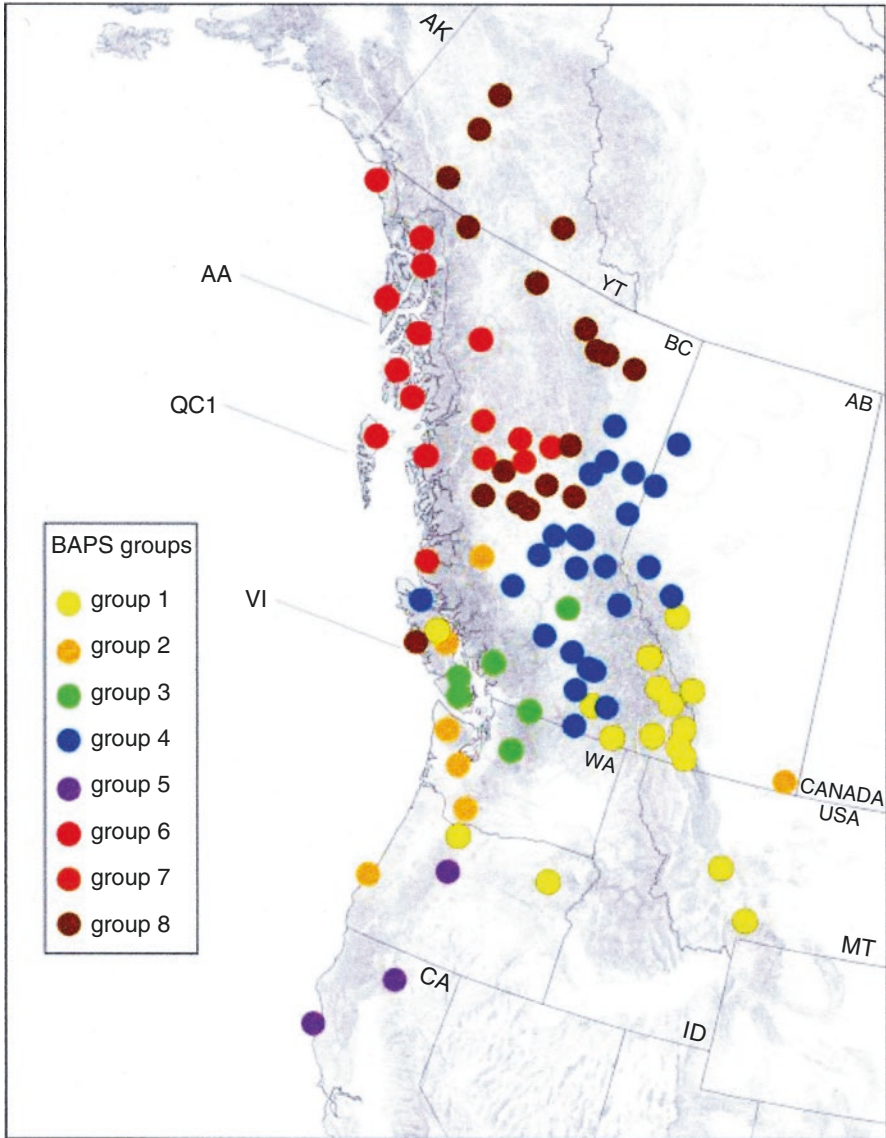 AK
AA
YT
BC
AB
QC1
BAPS groups
group 1
group 2
group 3
group 4
group 5
group 6
group 7
group 8
VI
WA
CANADA
USA
MT
CA
ID